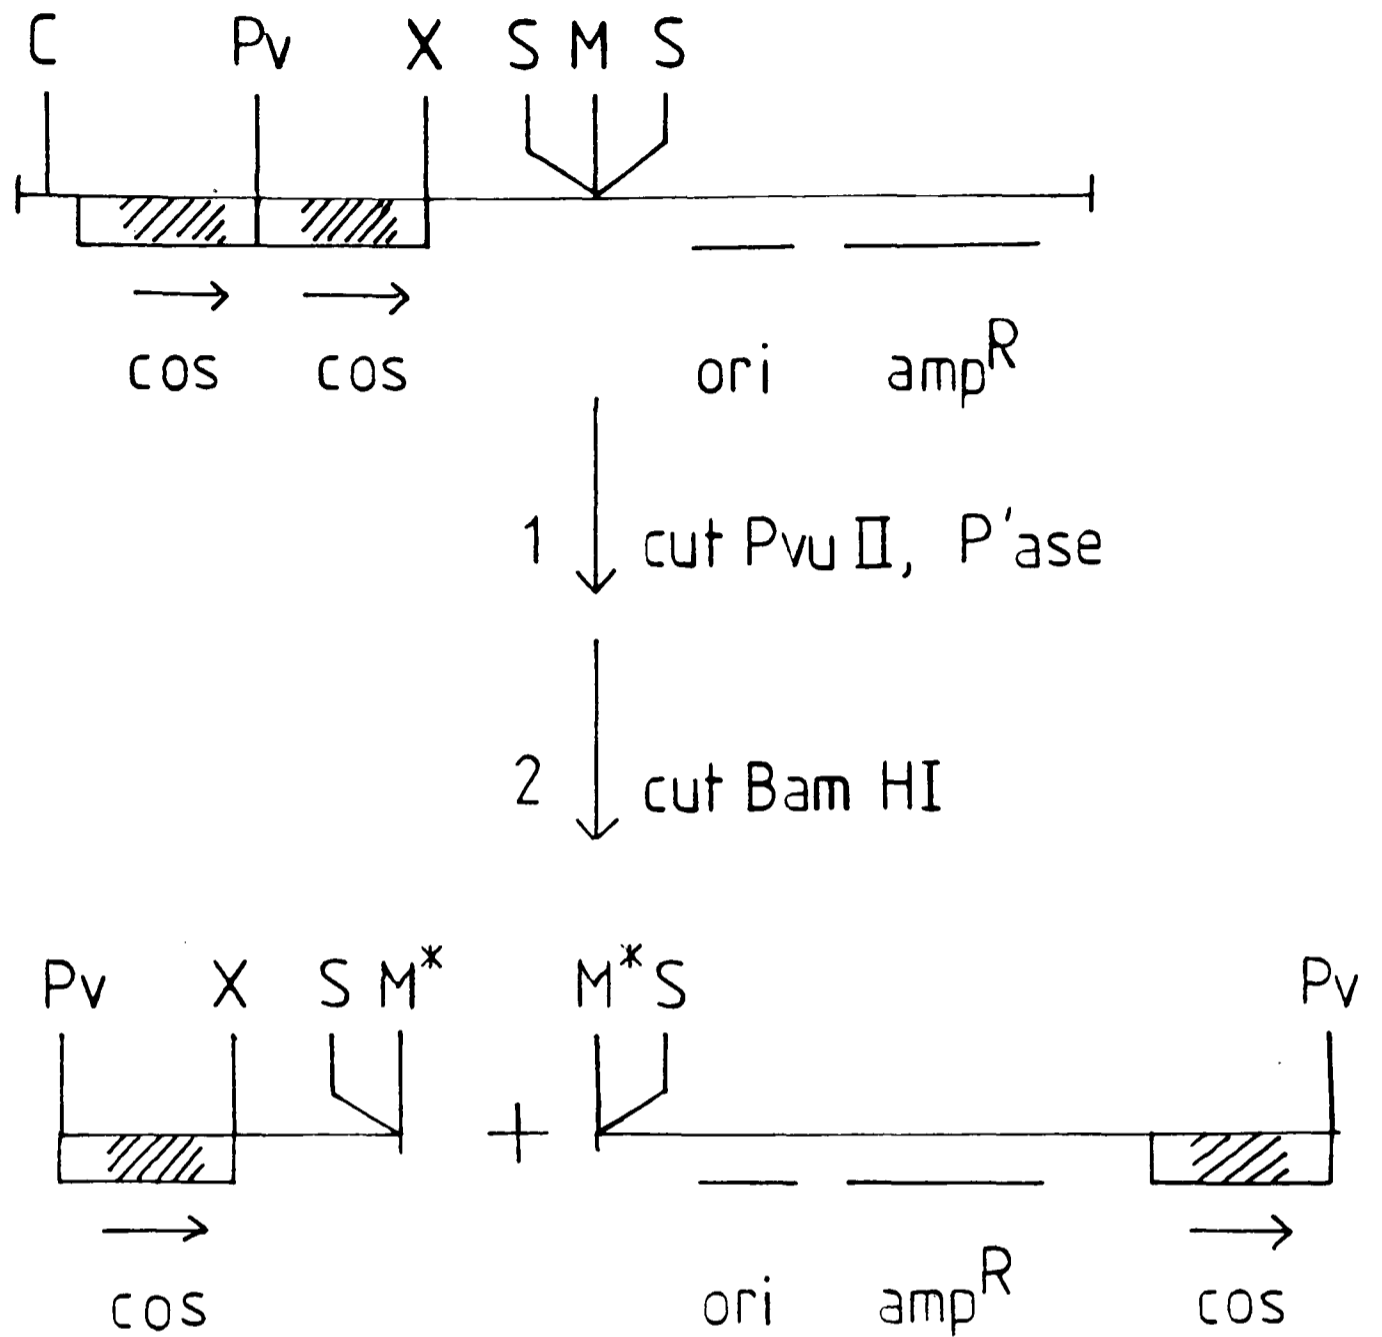 C Pv X S M S
cos cos ori amp^R
1 cut Pvu II, P'ase
2 cut Bam HI
Pv X S M* M* S Pv
+
cos ori amp^R cos